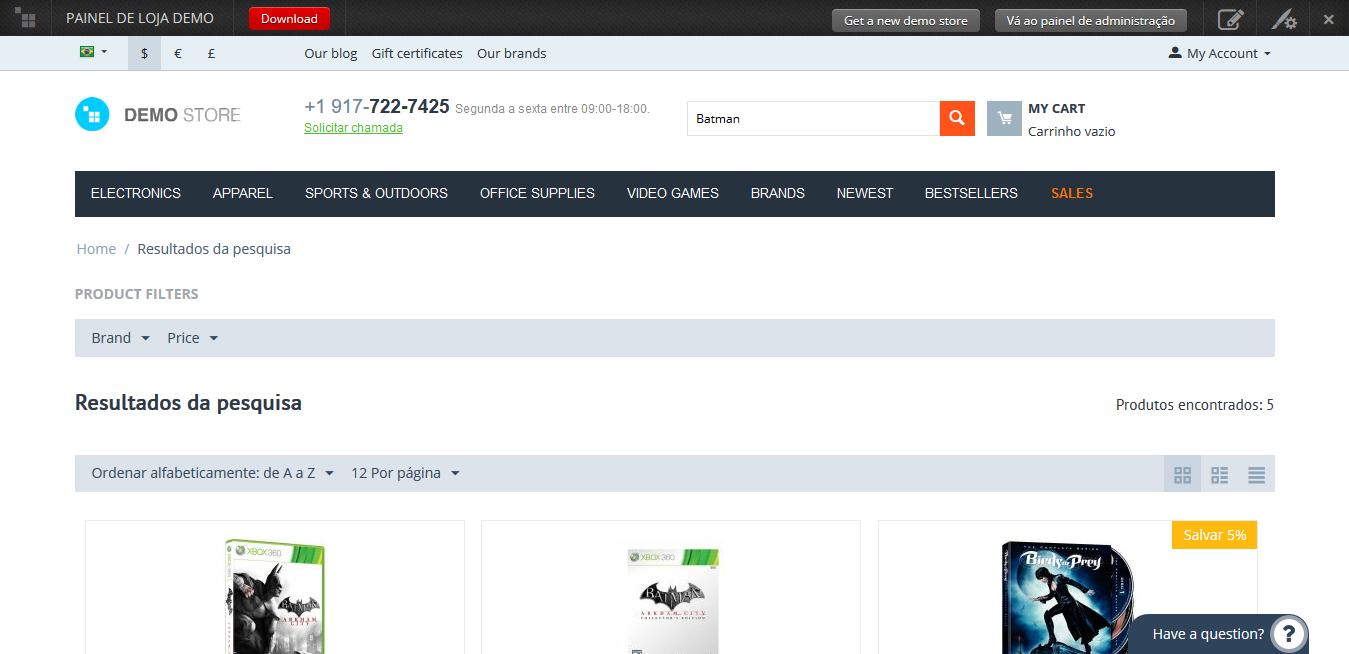 PAINEL DE LOJA DEMO Download Get a new demo store Vá ao painel de administração
$ € £ Our blog Gift certificates Our brands My Account
DEMO STORE
+1 917-722-7425 Segunda a sexta entre 09:00-18:00.
Solicitar chamada
Batman
MY CART
Carrinho vazio
ELECTRONICS APPAREL SPORTS & OUTDOORS OFFICE SUPPLIES VIDEO GAMES BRANDS NEWEST BESTSELLERS SALES
Home / Resultados da pesquisa
PRODUCT FILTERS
Brand Price
Resultados da pesquisa
Produtos encontrados: 5
Ordenar alfabeticamente: de A a Z 12 Por página
XBOX 360
BATMAN
ARKHAM CITY
XBOX 360
BATMAN
ARKHAM CITY
COLLECTOR'S EDITION
Salvar 5%
THE COMPLETE SERIES
Birds of Prey
Have a question? ?